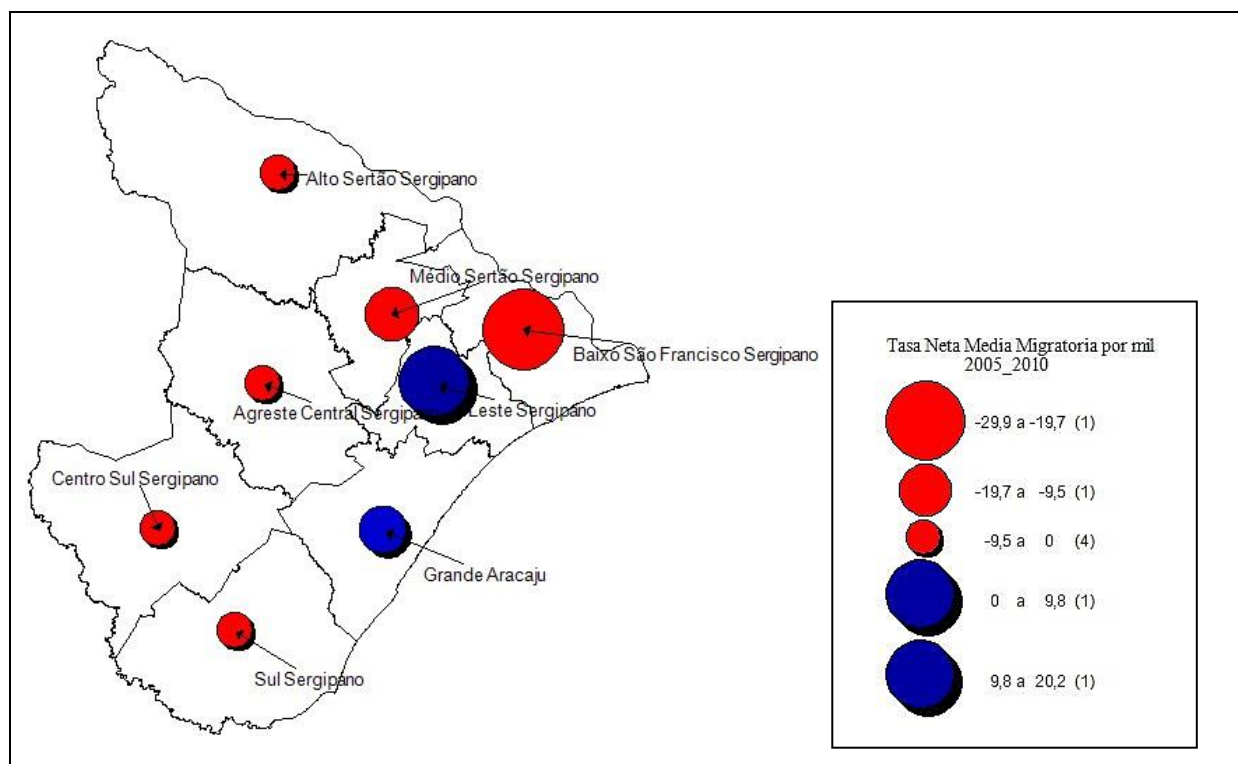 Alto Sertão Sergipano
Médio Sertão Sergipano
Baixo São Francisco Sergipano
Agreste Central Sergipano
Leste Sergipano
Centro Sul Sergipano
Grande Aracaju
Sul Sergipano
Tasa Neta Media Migratoria por mil
2005_2010
-29,9 a -19,7 (1)
-19,7 a -9,5 (1)
-9,5 a 0 (4)
0 a 9,8 (1)
9,8 a 20,2 (1)